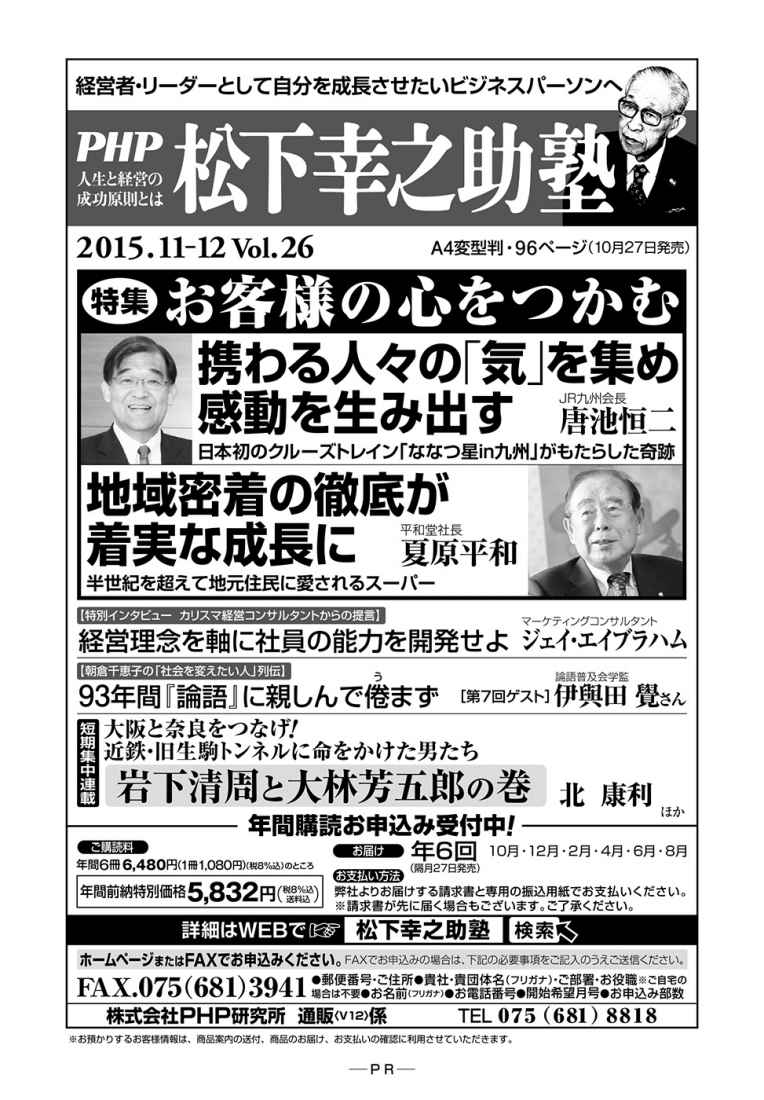 経営者・リーダーとして自分を成長させたいビジネスパーソンへ
PHP
人生と経営の
成功原則とは
松下幸之助塾
2015.11-12 Vol.26
A4変型判・96ページ(10月27日発売)
特集 お客様の心をつかむ
携わる人々の「気」を集め
感動を生み出す
JR九州会長
唐池恒二
日本初のクルーズトレイン「ななつ星in九州」がもたらした奇跡
地域密着の徹底が
着実な成長に
平和堂社長
夏原平和
半世紀を超えて地元住民に愛されるスーパー
【特別インタビュー カリスマ経営コンサルタントからの提言】
経営理念を軸に社員の能力を開発せよ
マーケティングコンサルタント
ジェイ・エイブラハム
【朝倉千恵子の「社会を変えたい人」列伝】
93年間『論語』に親しんで倦まず
う
[第7回ゲスト]
論語普及会学監
伊與田 覺さん
短期集中連載
大阪と奈良をつなげ!
近鉄・旧生駒トンネルに命をかけた男たち
岩下清周と大林芳五郎の巻
北 康利
ほか
年間購読お申込み受付中!
ご購読料
年間6冊6,480円(1冊1,080円)(税8%込)のところ
年間前納特別価格5,832円(税8%込 送料込)
お届け
年6回 10月・12月・2月・4月・6月・8月
(隔月27日発売)
お支払い方法
弊社よりお届けする請求書と専用の振込用紙でお支払いください。
※請求書が先に届く場合もございます。ご了承ください。
詳細はWEBで☞ 松下幸之助塾 検索
ホームページまたはFAXでお申込みください。FAXでお申込みの場合は、下記の必要事項をご記入のうえご送信ください。
FAX.075(681)3941
●郵便番号・ご住所●貴社・貴団体名(フリガナ)・ご部署・お役職※ご自宅の
場合は不要●お名前(フリガナ)●お電話番号●開始希望月号●お申込み部数
株式会社PHP研究所 通販〈V12〉係
TEL 075(681)8818
※お預かりするお客様情報は、商品案内の送付、商品のお届け、お支払いの確認に利用させていただきます。
—PR—